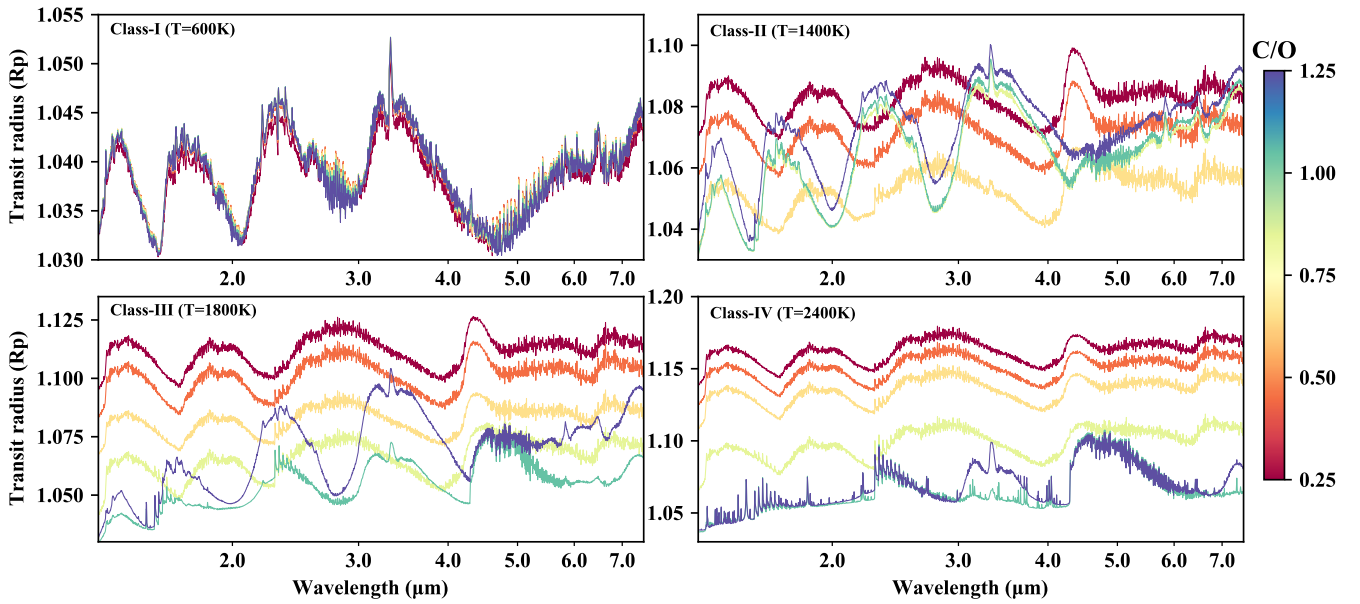 Class-I (T=600K)
1.055
1.050
1.045
1.040
1.035
1.030
2.0 3.0 4.0 5.0 6.0 7.0
Transit radius (Rp)
Class-II (T=1400K)
1.10
1.08
1.06
1.04
2.0 3.0 4.0 5.0 6.0 7.0
Class-III (T=1800K)
1.125
1.100
1.075
1.050
2.0 3.0 4.0 5.0 6.0 7.0
Transit radius (Rp)
Wavelength (μm)
Class-IV (T=2400K)
1.20
1.15
1.10
1.05
2.0 3.0 4.0 5.0 6.0 7.0
Wavelength (μm)
C/O
1.25
1.00
0.75
0.50
0.25